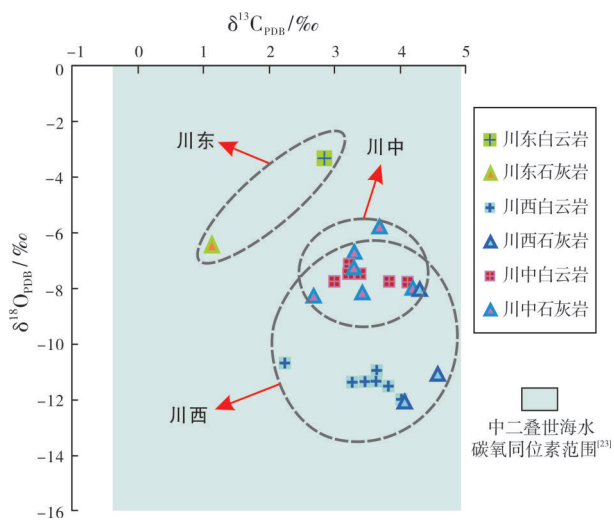 δ¹³C_PDB/‰
-1 0 1 2 3 4 5
0
-2
-4
-6
-8
-10
-12
-14
-16
δ¹⁸O_PDB/‰
川东
川中
川西
川东白云岩
川东石灰岩
川西白云岩
川西石灰岩
川中白云岩
川中石灰岩
中二叠世海水
碳氧同位素范围[23]